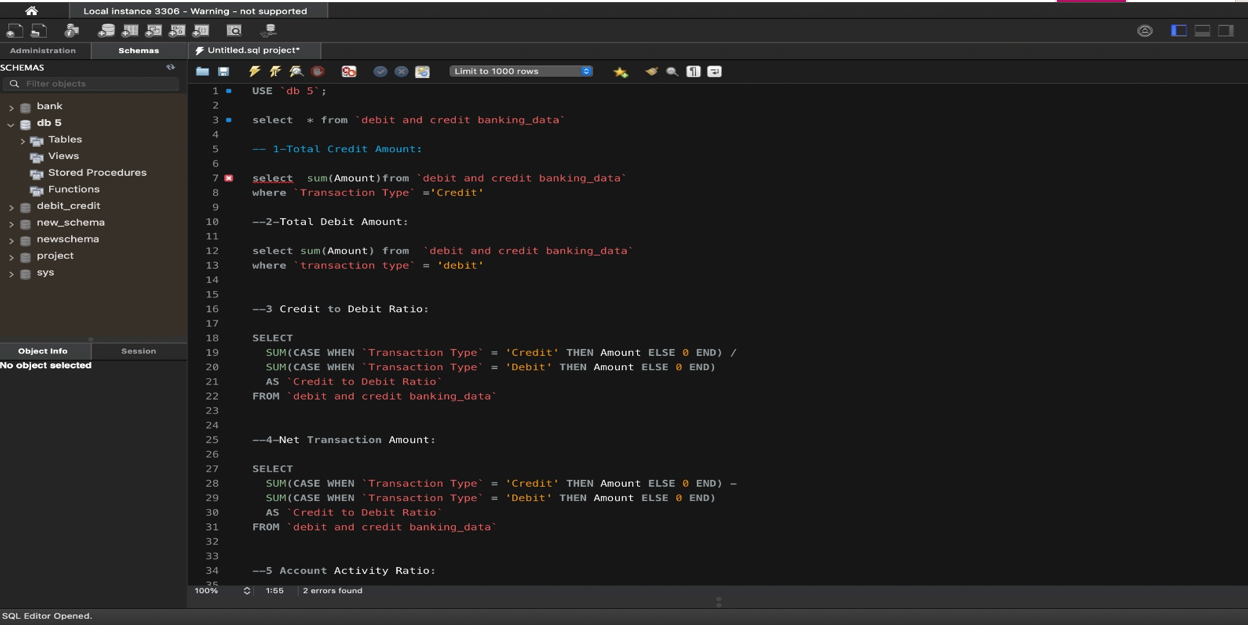 Local instance 3306 - Warning - not supported
Administration
Schemas
Untitled.sql project*
SCHEMAS
Filter objects
Limit to 1000 rows
bank
db 5
Tables
Views
Stored Procedures
Functions
debit_credit
new_schema
newschema
project
sys
Object Info
Session
No object selected
1 USE `db 5`;
2
3 select  * from `debit and credit banking_data`
4
5 -- 1-Total Credit Amount:
6
7 select  sum(Amount)from `debit and credit banking_data`
8 where `Transaction Type` ='Credit'
9
10 --2-Total Debit Amount:
11
12 select sum(Amount) from  `debit and credit banking_data`
13 where `transaction type` = 'debit'
14
15
16 --3 Credit to Debit Ratio:
17
18 SELECT
19   SUM(CASE WHEN `Transaction Type` = 'Credit' THEN Amount ELSE 0 END) /
20   SUM(CASE WHEN `Transaction Type` = 'Debit' THEN Amount ELSE 0 END)
21   AS `Credit to Debit Ratio`
22 FROM `debit and credit banking_data`
23
24
25 --4-Net Transaction Amount:
26
27 SELECT
28   SUM(CASE WHEN `Transaction Type` = 'Credit' THEN Amount ELSE 0 END) -
29   SUM(CASE WHEN `Transaction Type` = 'Debit' THEN Amount ELSE 0 END)
30   AS `Credit to Debit Ratio`
31 FROM `debit and credit banking_data`
32
33
34 --5 Account Activity Ratio:
35
100%
1:55
2 errors found
SQL Editor Opened.